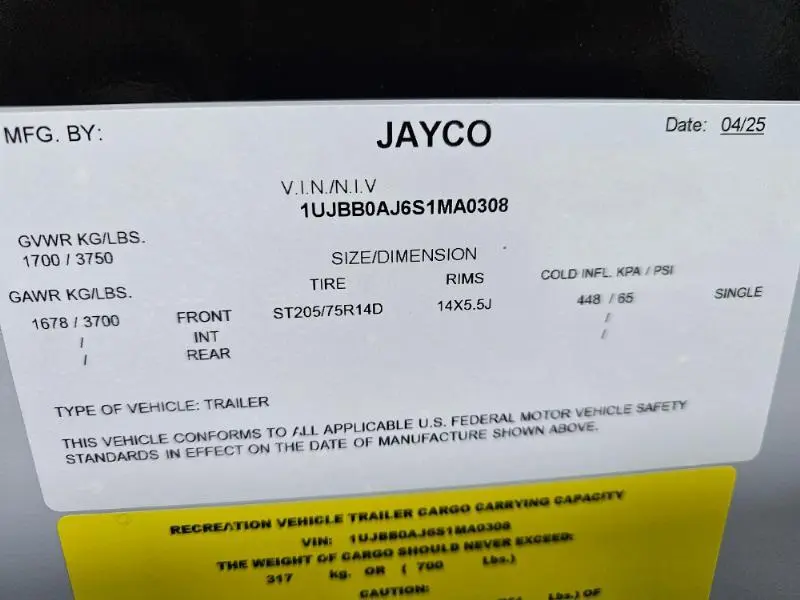 MFG. BY: JAYCO Date: 04/25
V.I.N./N.I.V
1UJBB0AJ6S1MA0308
GVWR KG/LBS.
1700 / 3750
SIZE/DIMENSION
GAWR KG/LBS. TIRE RIMS COLD INFL. KPA / PSI
1678 / 3700 FRONT ST205/75R14D 14X5.5J 448 / 65 SINGLE
/ INT /
/ REAR /
TYPE OF VEHICLE: TRAILER
THIS VEHICLE CONFORMS TO ALL APPLICABLE U.S. FEDERAL MOTOR VEHICLE SAFETY
STANDARDS IN EFFECT ON THE DATE OF MANUFACTURE SHOWN ABOVE.
RECREATION VEHICLE TRAILER CARGO CARRYING CAPACITY
VIN: 1UJBB0AJ6S1MA0308
THE WEIGHT OF CARGO SHOULD NEVER EXCEED:
317 kg. OR ( 700 Lbs.)
CAUTION:
Lbs.) OF